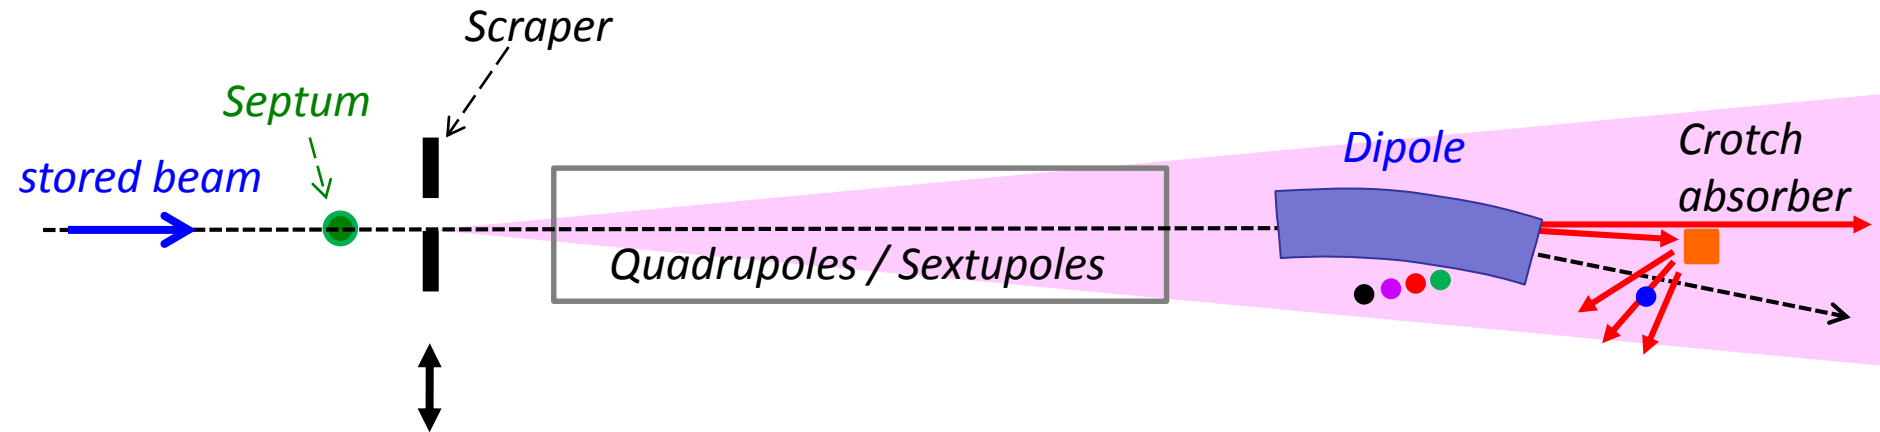 Scraper
Septum
stored beam
Quadrupoles / Sextupoles
Dipole
Crotch
absorber